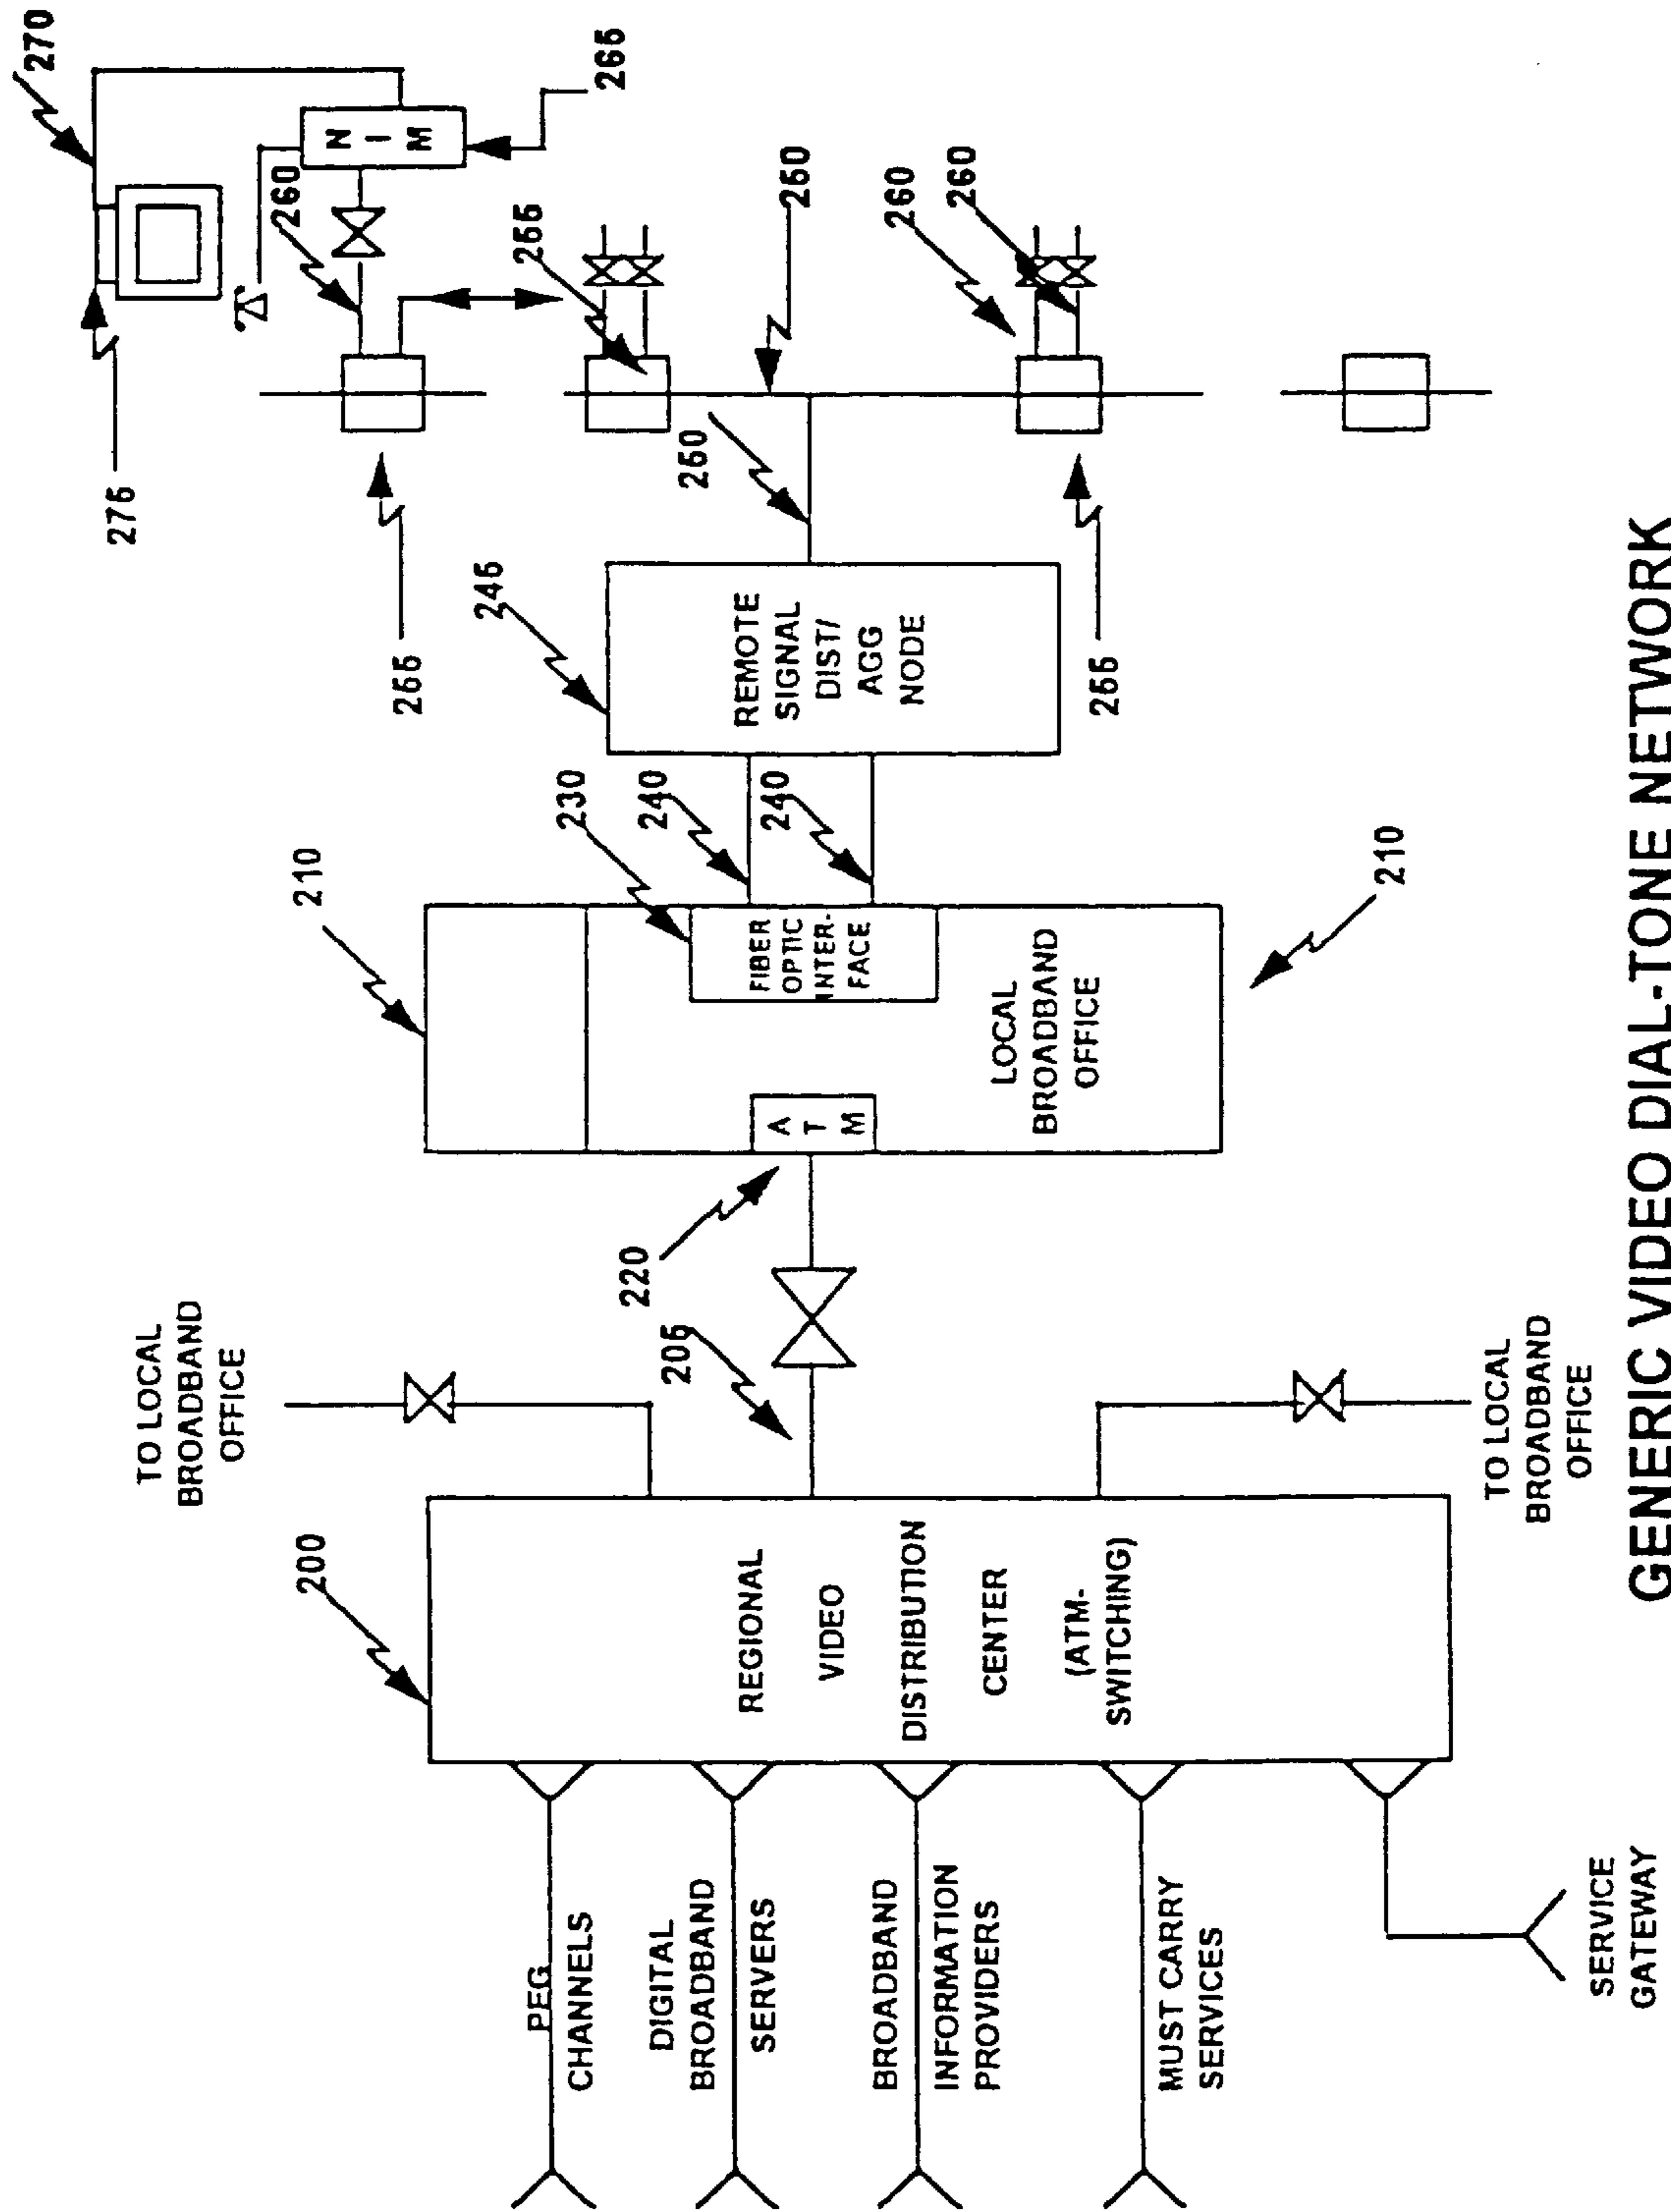 PEG
CHANNELS
DIGITAL
BROADBAND
SERVERS
BROADBAND
INFORMATION
PROVIDERS
MUST CARRY
SERVICES
SERVICE
GATEWAY
200
REGIONAL
VIDEO
DISTRIBUTION
CENTER
(ATM-
SWITCHING)
TO LOCAL
BROADBAND
OFFICE
205
TO LOCAL
BROADBAND
OFFICE
220
210
A
T
M
230
FIBER
OPTIC
INTER-
FACE
LOCAL
BROADBAND
OFFICE
210
240
240
245
REMOTE
SIGNAL
DIST/
AGG
NODE
250
255
255
275
270
260
N
I
M
265
255
250
260
260
GENERIC VIDEO DIAL-TONE NETWORK